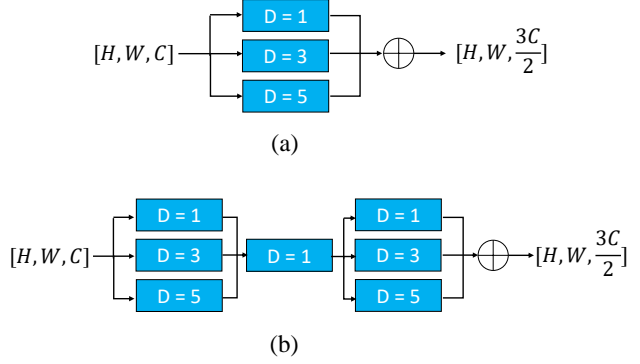 D = 1
[H, W, C] D = 3 [H, W, 3C/2]
D = 5
(a)
D = 1 D = 1
[H, W, C] D = 3 D = 1 D = 3 [H, W, 3C/2]
D = 5 D = 5
(b)